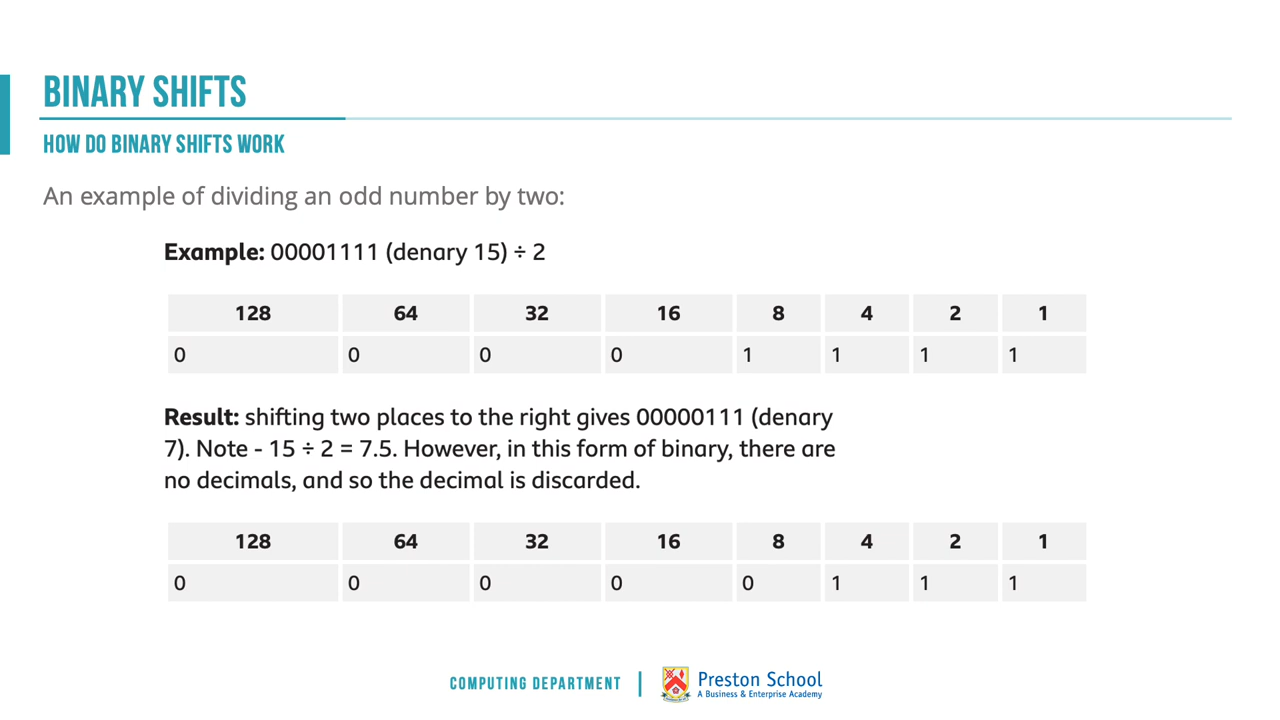 BINARY SHIFTS
HOW DO BINARY SHIFTS WORK
An example of dividing an odd number by two:
Example: 00001111 (denary 15) ÷ 2
128 64 32 16 8 4 2 1
0 0 0 0 1 1 1 1
Result: shifting two places to the right gives 00000111 (denary
7). Note - 15 ÷ 2 = 7.5. However, in this form of binary, there are
no decimals, and so the decimal is discarded.
128 64 32 16 8 4 2 1
0 0 0 0 0 1 1 1
COMPUTING DEPARTMENT
Preston School
A Business & Enterprise Academy